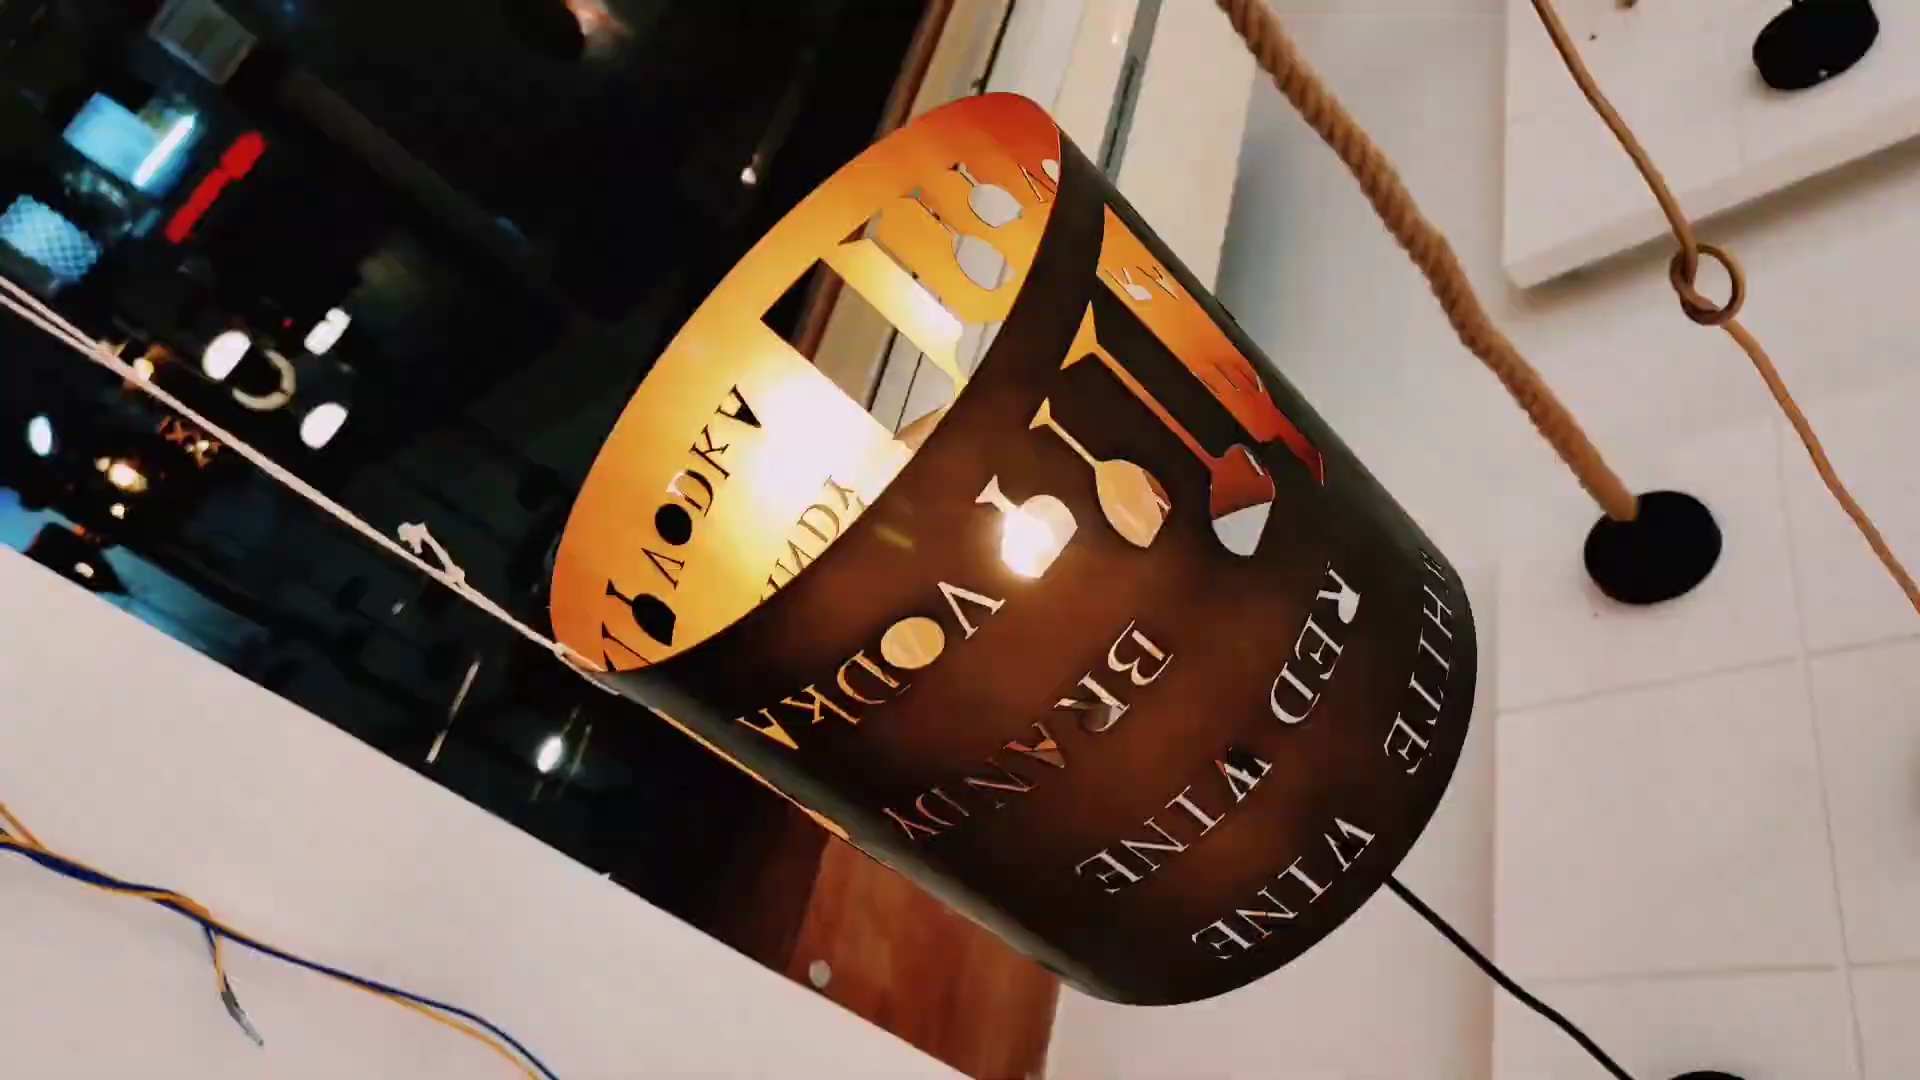 VODKA
BRANDY
RED WINE
WHITE WINE
VODKA